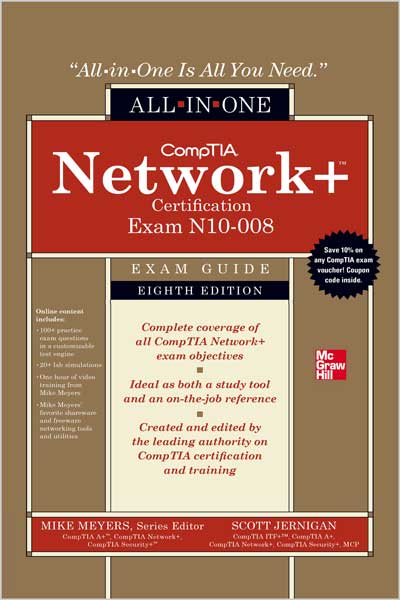 “All-in-One Is All You Need.”
ALL-IN-ONE
CompTIA
Network+™
Certification
Exam N10-008
Save 10% on
any CompTIA exam
voucher! Coupon
code inside.
EXAM GUIDE
EIGHTH EDITION
Online content
includes:
• 100+ practice
exam questions
in a customizable
test engine
• 20+ lab simulations
• One hour of video
training from
Mike Meyers
• Mike Meyers’
favorite shareware
and freeware
networking tools
and utilities
Complete coverage of
all CompTIA Network+
exam objectives
Ideal as both a study tool
and an on-the-job reference
Created and edited by
the leading authority on
CompTIA certification
and training
Mc
Graw
Hill
MIKE MEYERS, Series Editor
CompTIA A+™, CompTIA Network+,
CompTIA Security+™
SCOTT JERNIGAN
CompTIA ITF+™, CompTIA A+,
CompTIA Network+, CompTIA Security+, MCP